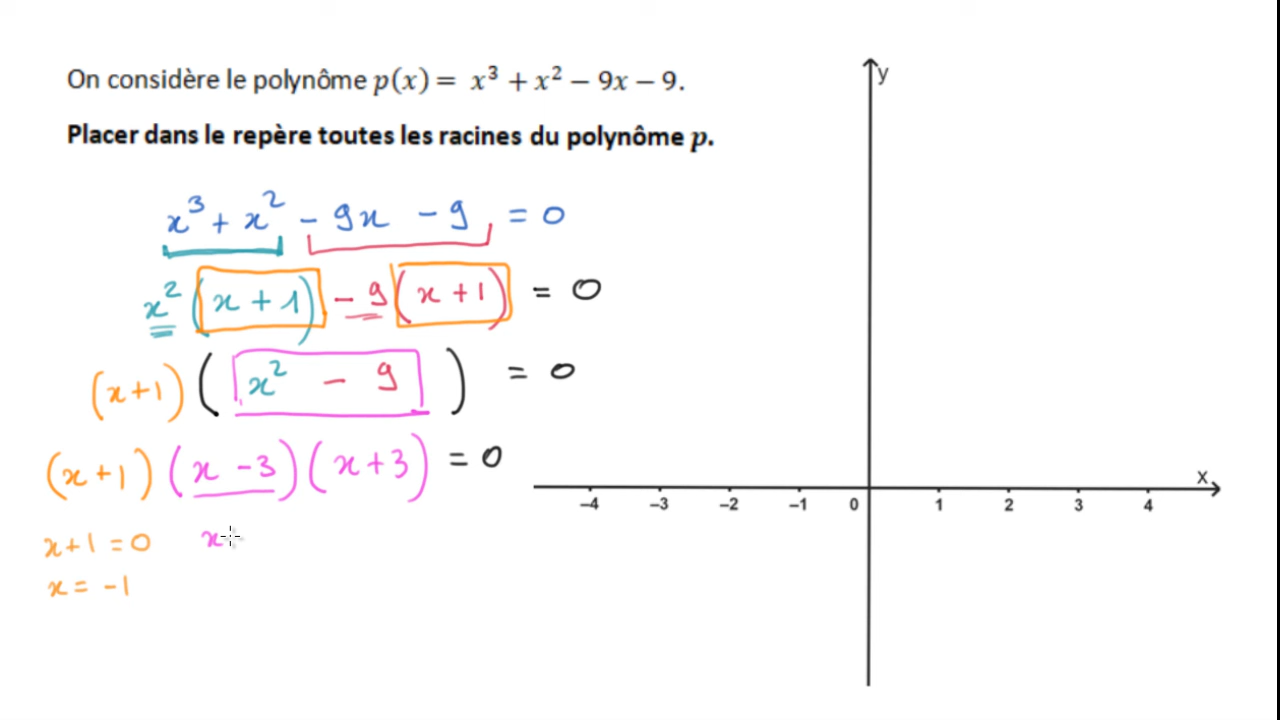 On considère le polynôme p(x) = x³ + x² − 9x − 9.
Placer dans le repère toutes les racines du polynôme p.
x³ + x² - 9x - 9 = 0
x² (x + 1) - 9 (x + 1) = 0
(x+1) ( x² - 9 ) = 0
(x+1) (x - 3) (x+3) = 0
x+1 = 0 x-
x = -1
y
x
–4 –3 –2 –1 0 1 2 3 4